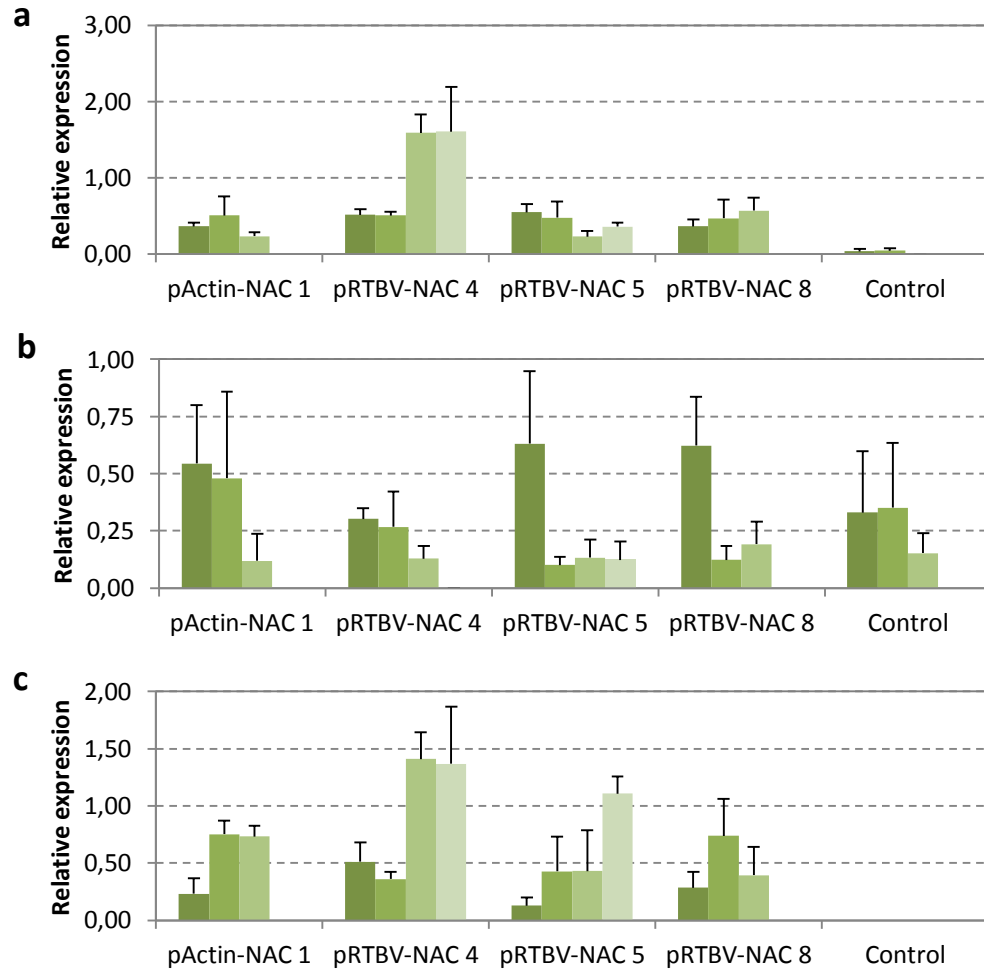 a
Relative expression
3,00
2,00
1,00
0,00
pActin-NAC 1 pRTBV-NAC 4 pRTBV-NAC 5 pRTBV-NAC 8 Control
b
Relative expression
1,00
0,75
0,50
0,25
0,00
pActin-NAC 1 pRTBV-NAC 4 pRTBV-NAC 5 pRTBV-NAC 8 Control
c
Relative expression
2,00
1,50
1,00
0,50
0,00
pActin-NAC 1 pRTBV-NAC 4 pRTBV-NAC 5 pRTBV-NAC 8 Control